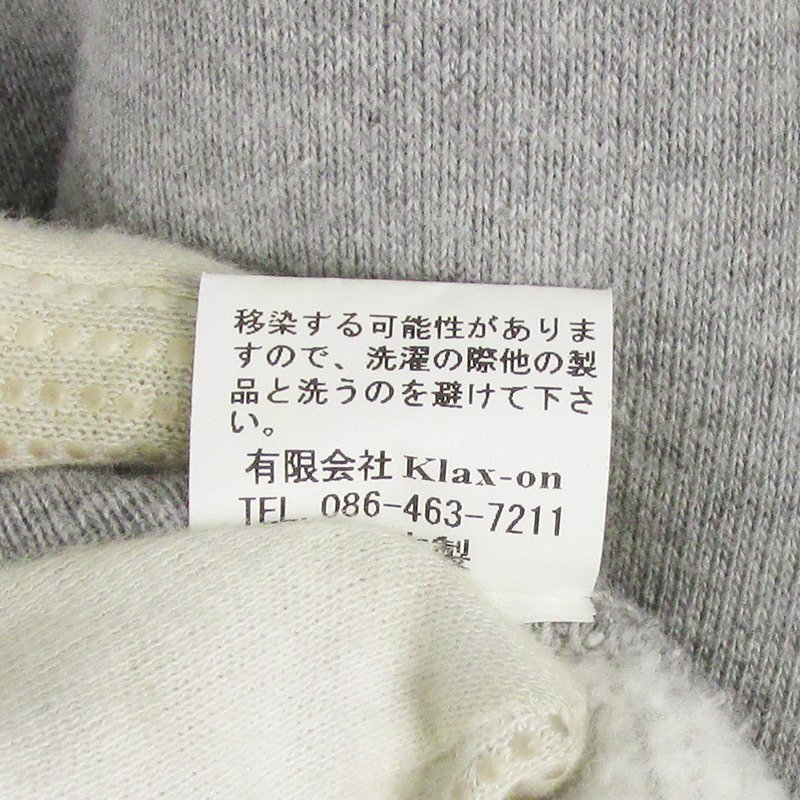 移染する可能性がありま
すので、洗濯の際他の製
品と洗うのを避けて下さ
い。
有限会社 Klax-on
TEL 086-463-7211
製